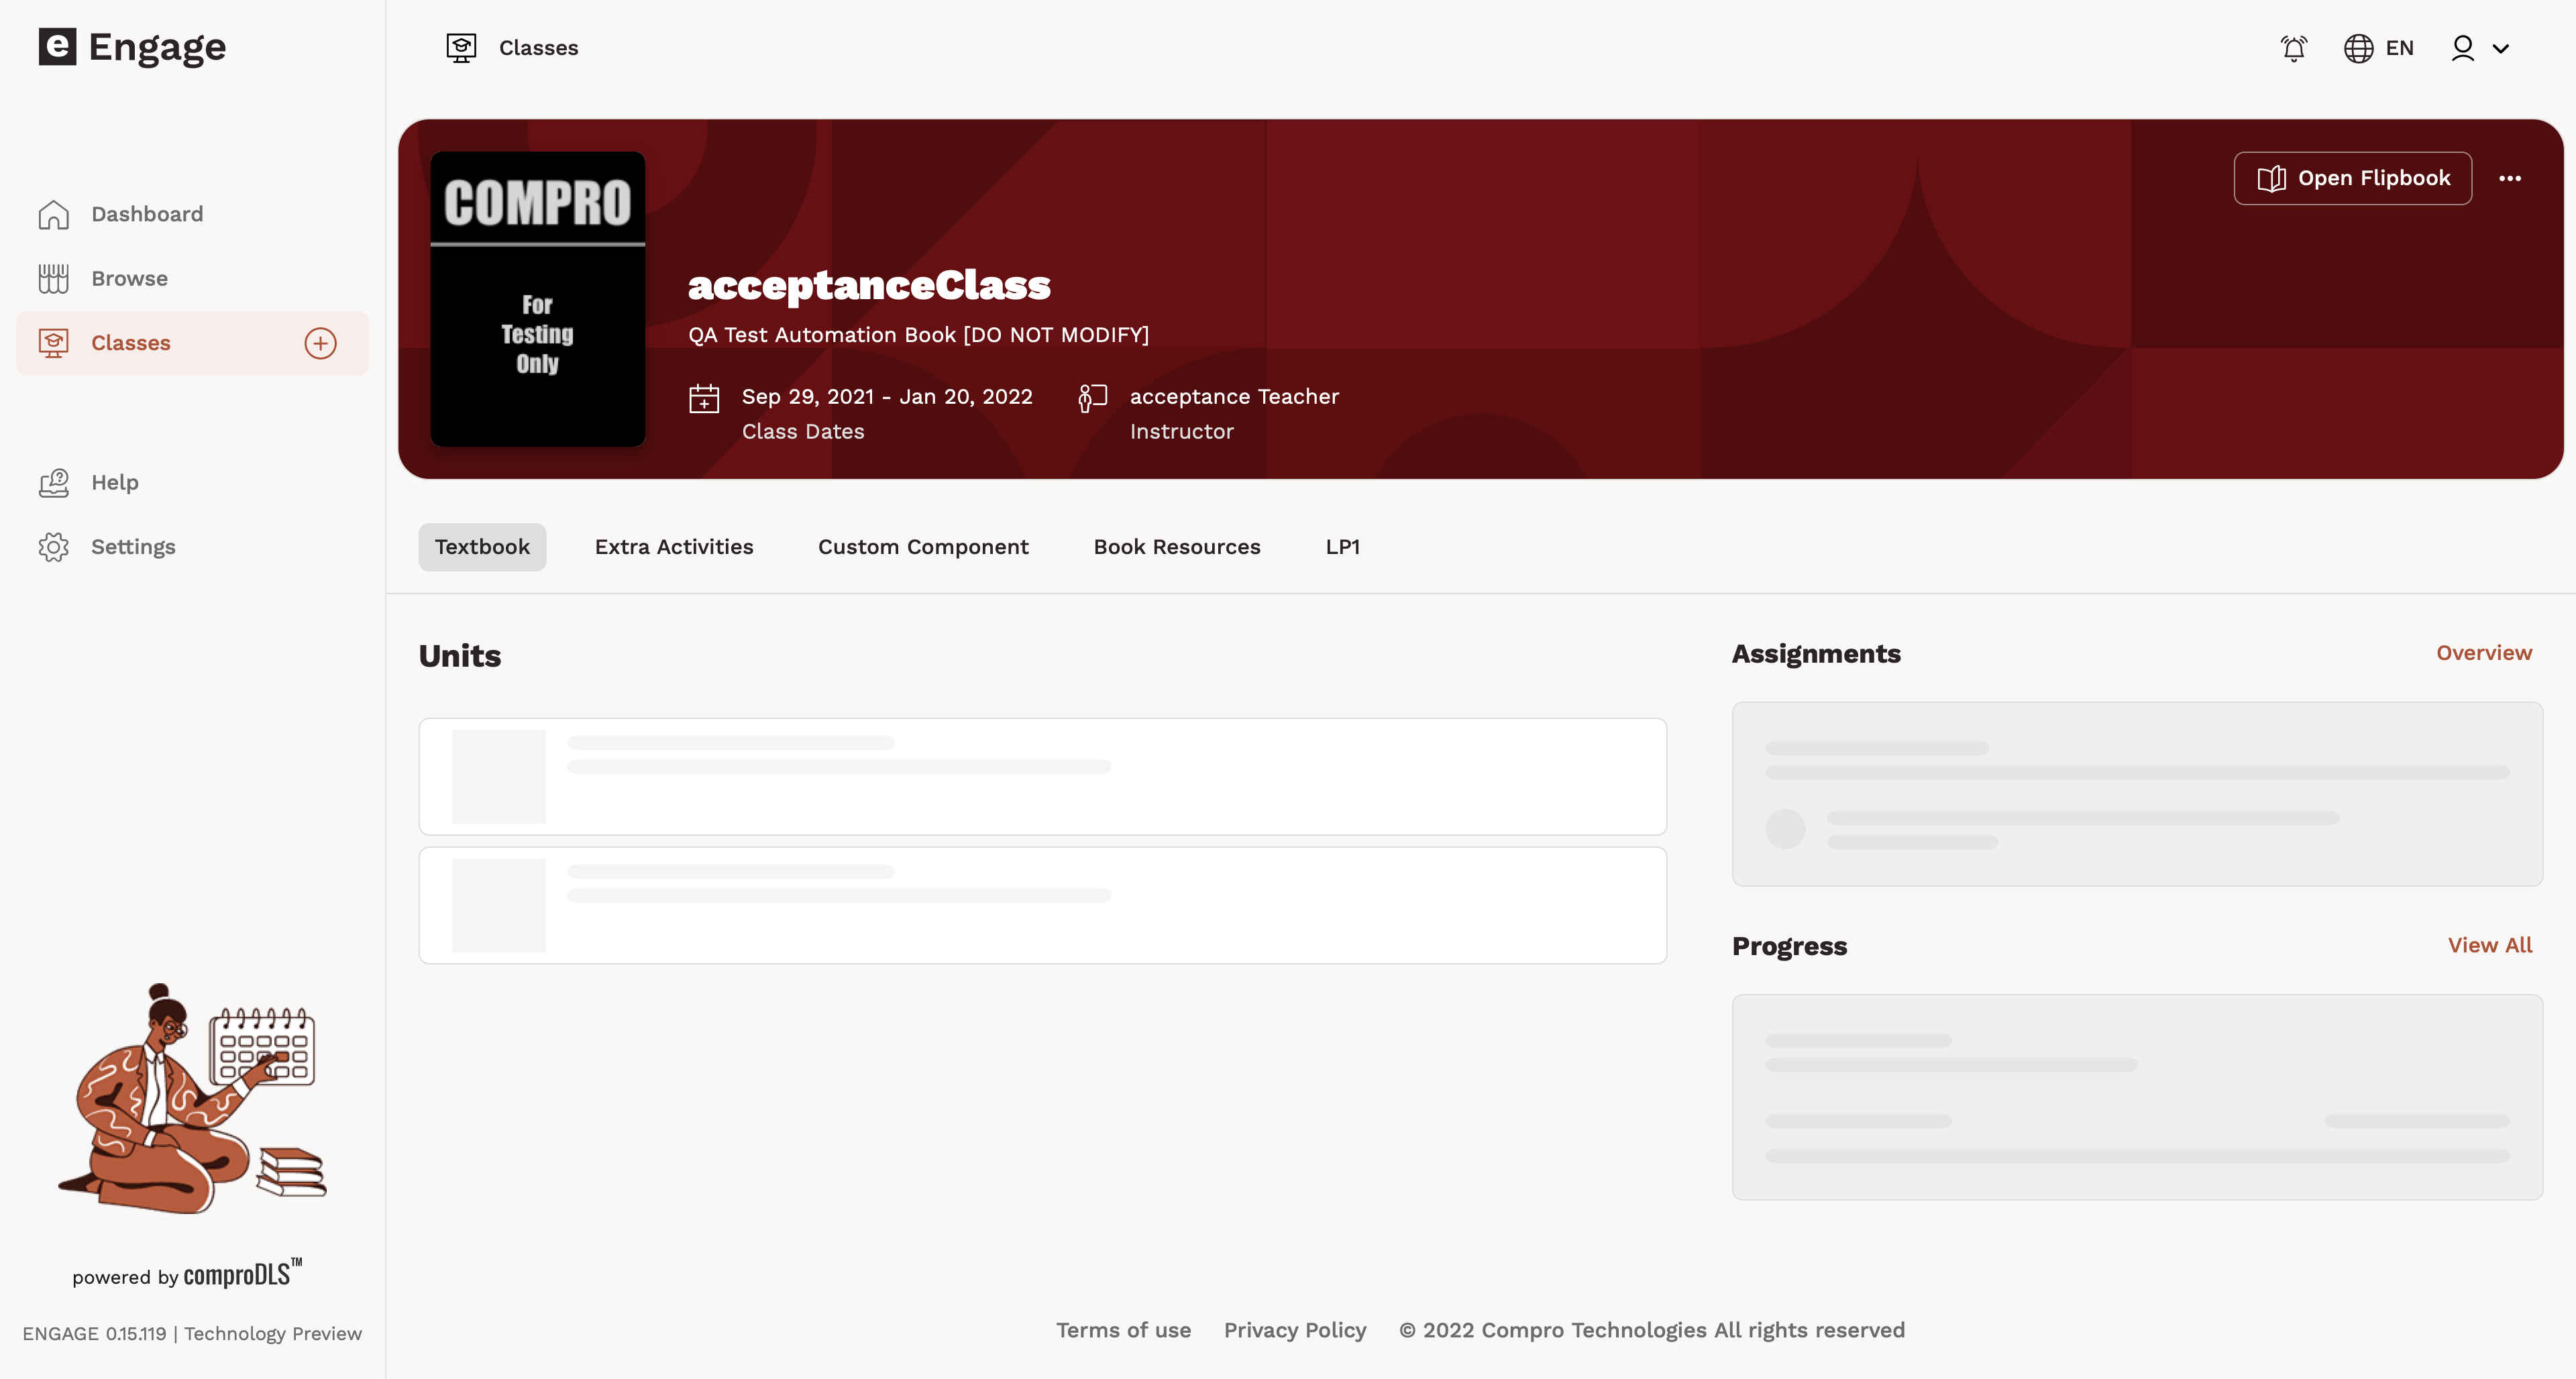 e Engage
Classes
EN
Dashboard
Browse
Classes
Help
Settings
COMPRO
For
Testing
Only
Open Flipbook
acceptanceClass
QA Test Automation Book [DO NOT MODIFY]
Sep 29, 2021 - Jan 20, 2022
Class Dates
acceptance Teacher
Instructor
Textbook
Extra Activities
Custom Component
Book Resources
LP1
Units
Assignments
Overview
Progress
View All
powered by comproDLS™
ENGAGE 0.15.119 | Technology Preview
Terms of use
Privacy Policy
© 2022 Compro Technologies All rights reserved